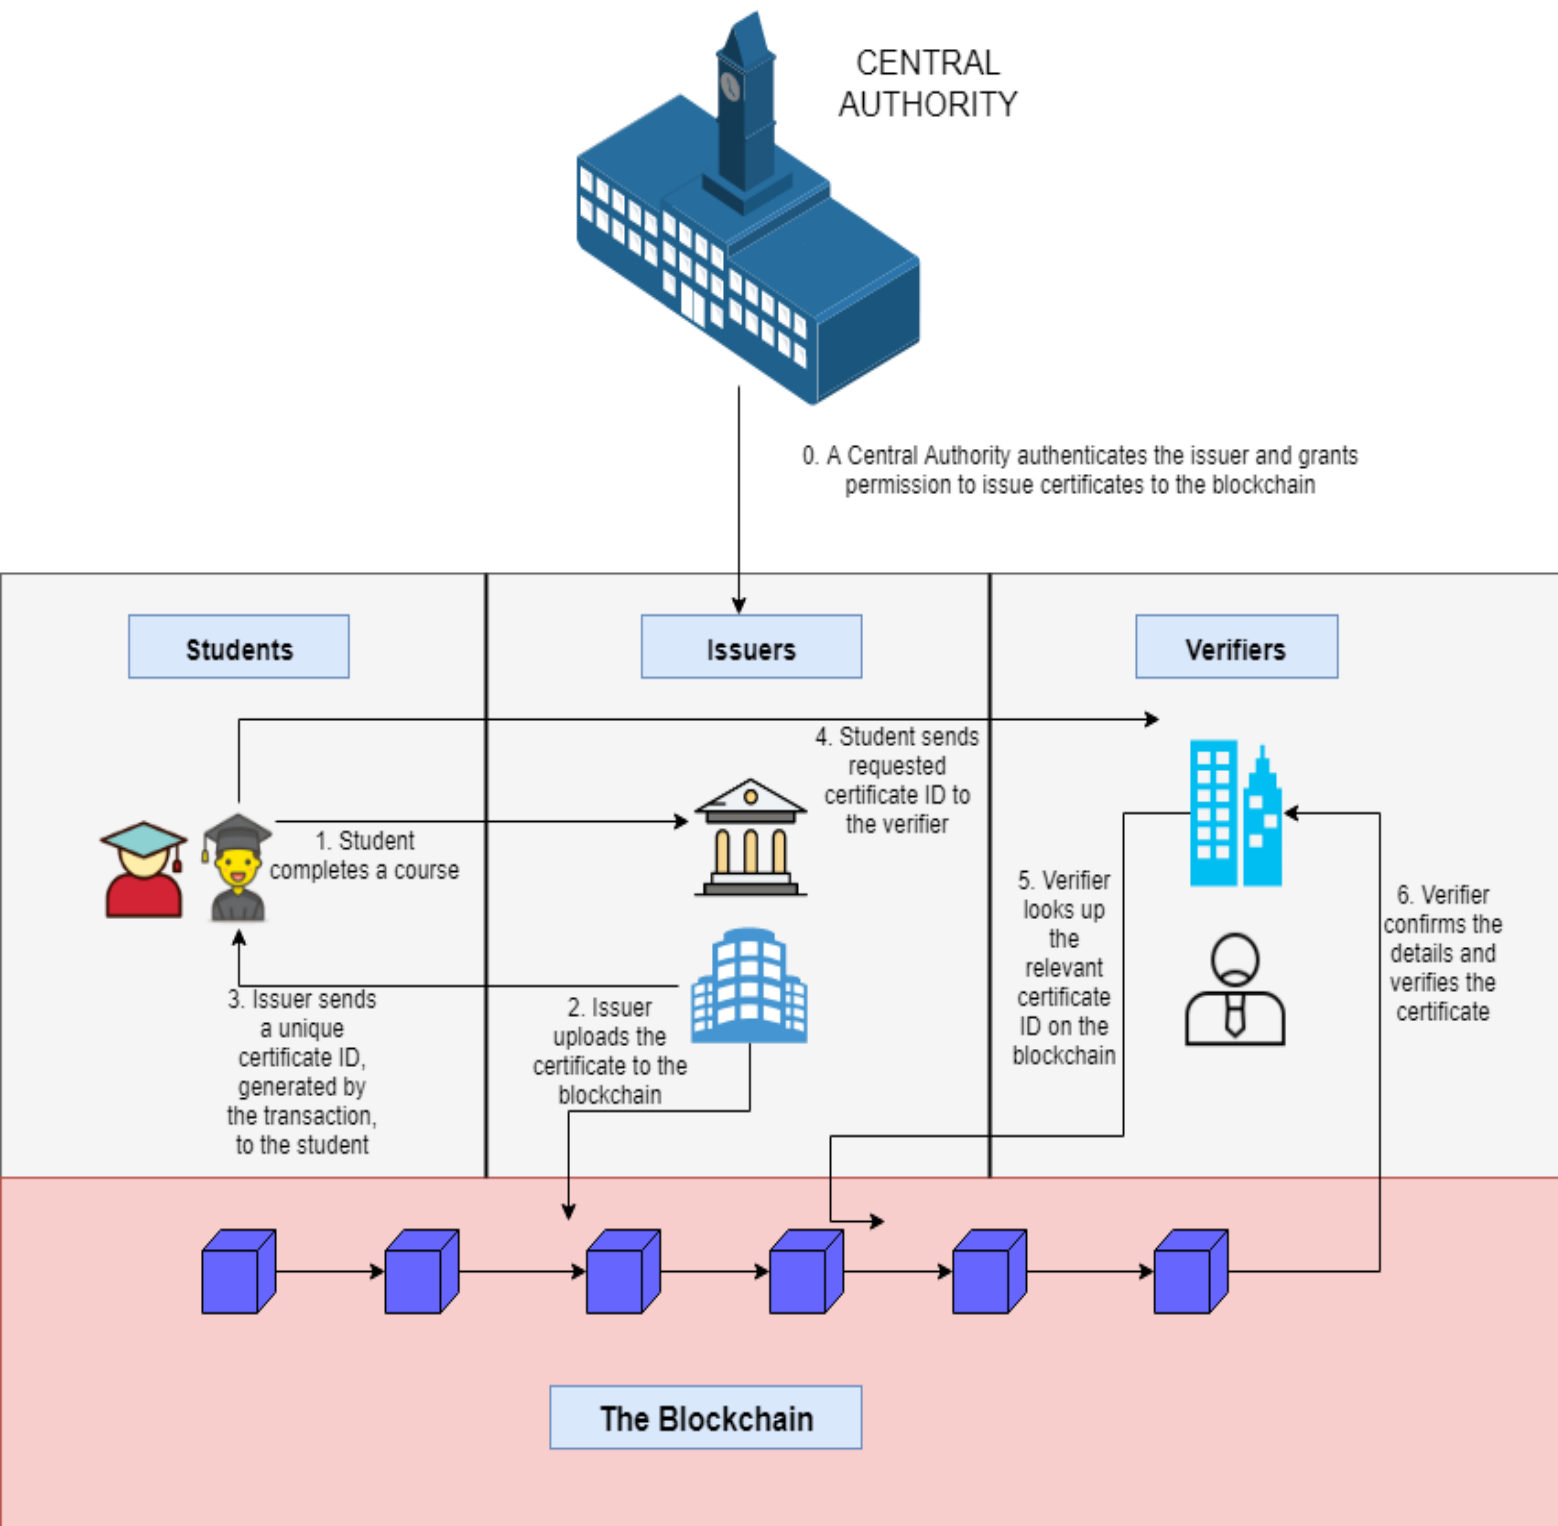 CENTRAL
AUTHORITY
0. A Central Authority authenticates the issuer and grants
permission to issue certificates to the blockchain
Students
Issuers
Verifiers
1. Student
completes a course
4. Student sends
requested
certificate ID to
the verifier
3. Issuer sends
a unique
certificate ID,
generated by
the transaction,
to the student
2. Issuer
uploads the
certificate to the
blockchain
5. Verifier
looks up
the
relevant
certificate
ID on the
blockchain
6. Verifier
confirms the
details and
verifies the
certificate
The Blockchain